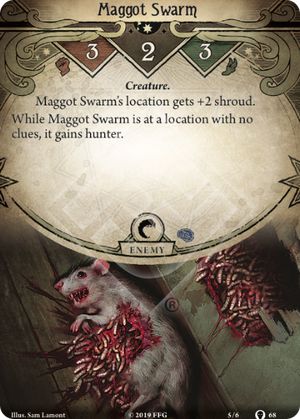 Maggot Swarm
3 2 3
Creature.
Maggot Swarm's location gets +2 shroud.
While Maggot Swarm is at a location with no
clues, it gains hunter.
ENEMY
®
Illus. Sam Lamont © 2019 FFG 5/6 68